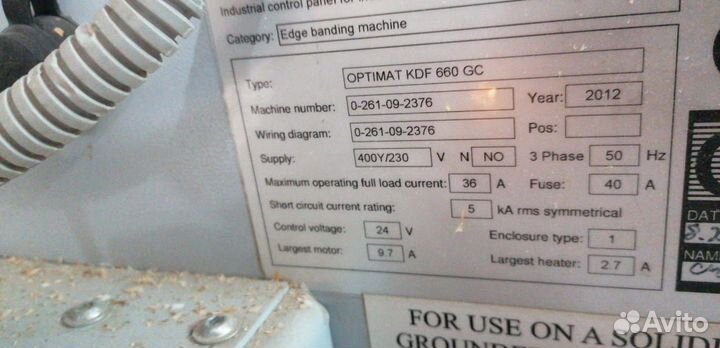 Industrial control panel for
Category: Edge banding machine
Type: OPTIMAT KDF 660 GC
Machine number: 0-261-09-2376 Year: 2012
Wiring diagram: 0-261-09-2376 Pos:
Supply: 400Y/230 V N NO 3 Phase 50 Hz
Maximum operating full load current: 36 A Fuse: 40 A
Short circuit current rating: 5 kA rms symmetrical
Control voltage: 24 V Enclosure type: 1
Largest motor: 9.7 A Largest heater: 2.7 A
DAT
NAM
FOR USE ON A SOLID
GROUND
Avito